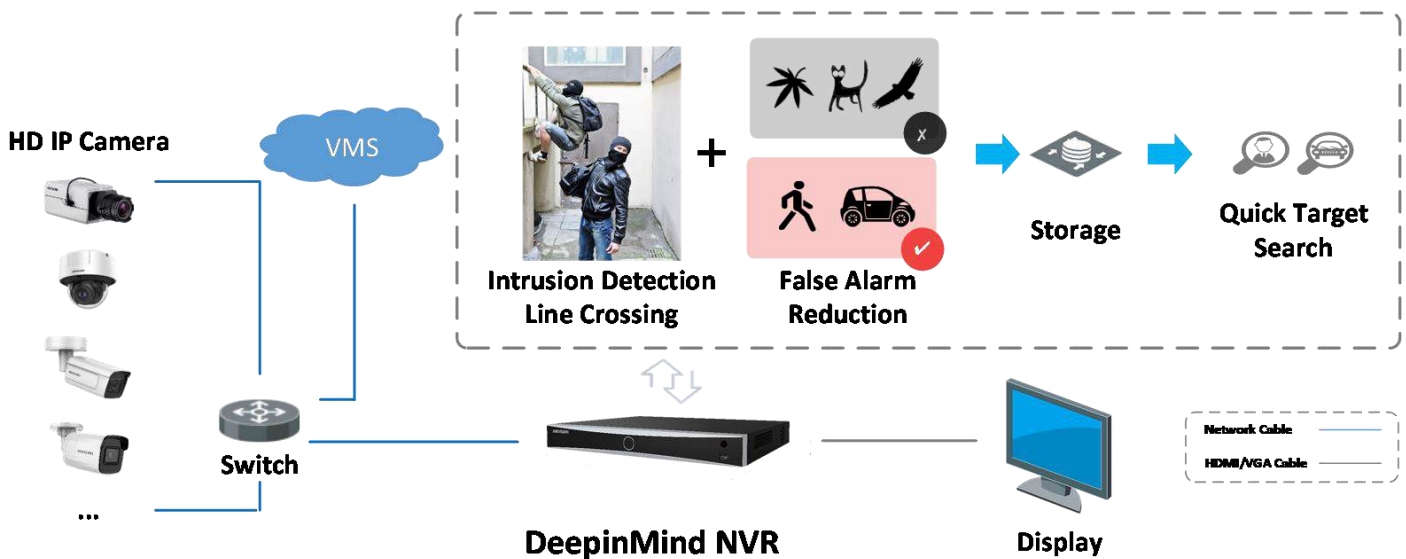 HD IP Camera
VMS
Intrusion Detection
Line Crossing
+
False Alarm
Reduction
Storage
Quick Target
Search
Switch
...
DeepinMind NVR
Display
Network Cable
HDMI/VGA Cable